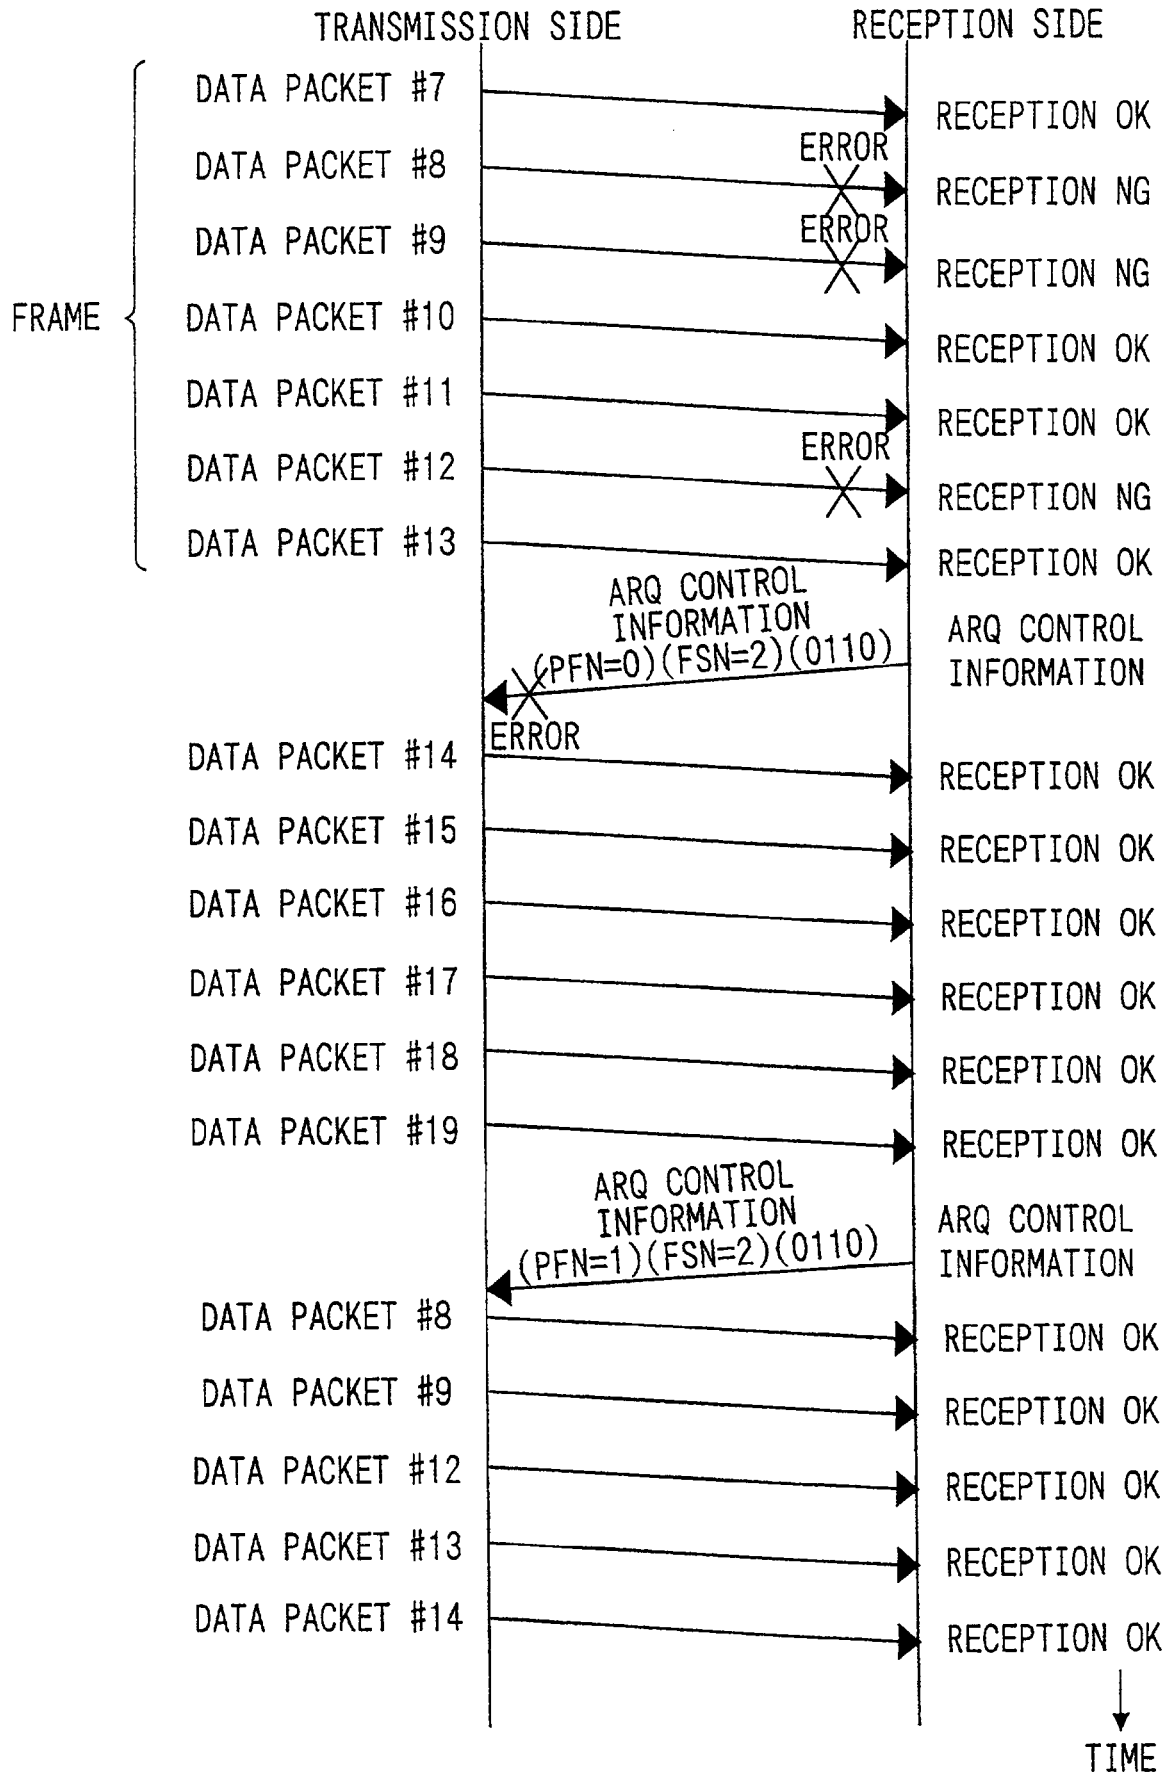 TRANSMISSION SIDE
RECEPTION SIDE
DATA PACKET #7
RECEPTION OK
DATA PACKET #8
ERROR
RECEPTION NG
DATA PACKET #9
ERROR
RECEPTION NG
FRAME
DATA PACKET #10
RECEPTION OK
DATA PACKET #11
RECEPTION OK
DATA PACKET #12
ERROR
RECEPTION NG
DATA PACKET #13
RECEPTION OK
ARQ CONTROL
INFORMATION
(PFN=0)(FSN=2)(0110)
ARQ CONTROL
INFORMATION
ERROR
DATA PACKET #14
RECEPTION OK
DATA PACKET #15
RECEPTION OK
DATA PACKET #16
RECEPTION OK
DATA PACKET #17
RECEPTION OK
DATA PACKET #18
RECEPTION OK
DATA PACKET #19
RECEPTION OK
ARQ CONTROL
INFORMATION
(PFN=1)(FSN=2)(0110)
ARQ CONTROL
INFORMATION
DATA PACKET #8
RECEPTION OK
DATA PACKET #9
RECEPTION OK
DATA PACKET #12
RECEPTION OK
DATA PACKET #13
RECEPTION OK
DATA PACKET #14
RECEPTION OK
TIME